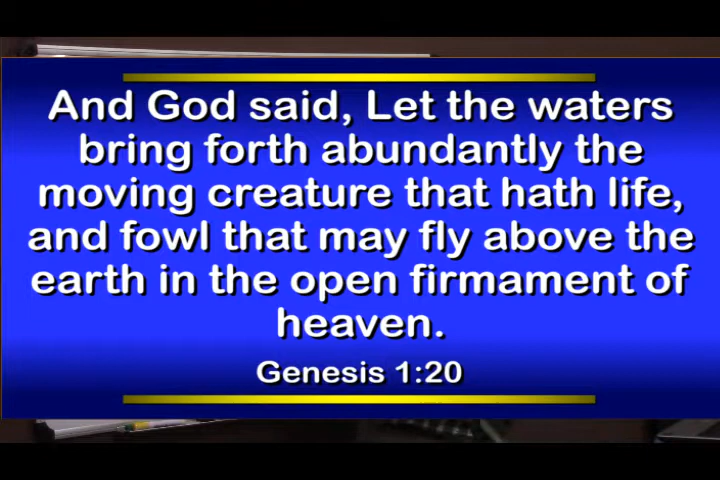 And God said, Let the waters
bring forth abundantly the
moving creature that hath life,
and fowl that may fly above the
earth in the open firmament of
heaven.
Genesis 1:20